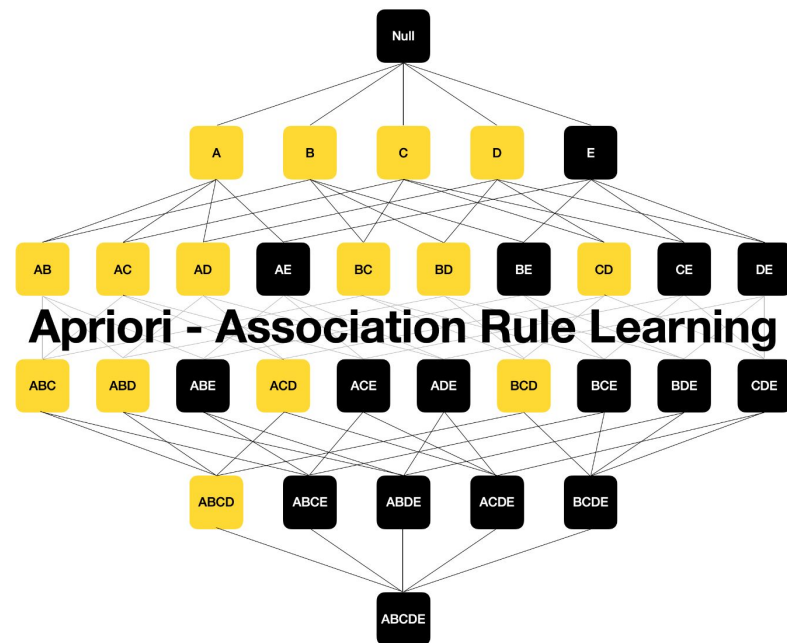 Null
A B C D E
AB AC AD AE BC BD BE CD CE DE
Apriori - Association Rule Learning
ABC ABD ABE ACD ACE ADE BCD BCE BDE CDE
ABCD ABCE ABDE ACDE BCDE
ABCDE